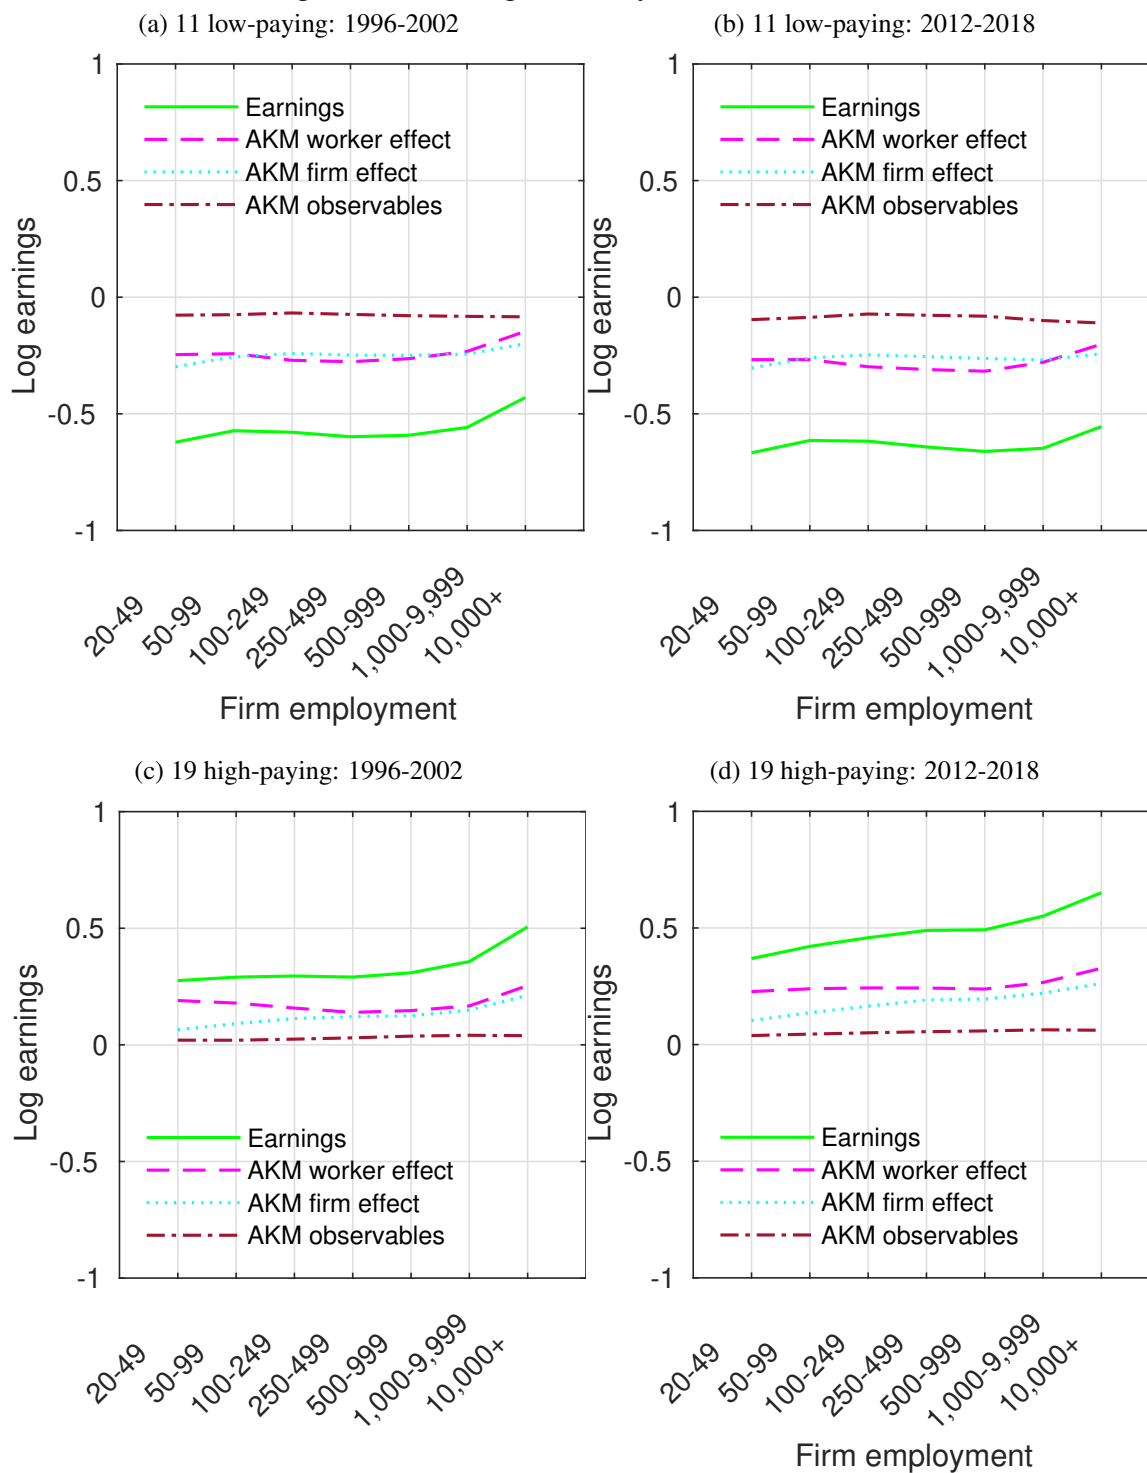 (a) 11 low-paying: 1996-2002
1
0.5
0
-0.5
-1
Log earnings
Earnings
AKM worker effect
AKM firm effect
AKM observables
20-49
50-99
100-249
250-499
500-999
1,000-9,999
10,000+
Firm employment
(b) 11 low-paying: 2012-2018
1
0.5
0
-0.5
-1
Log earnings
Earnings
AKM worker effect
AKM firm effect
AKM observables
20-49
50-99
100-249
250-499
500-999
1,000-9,999
10,000+
Firm employment
(c) 19 high-paying: 1996-2002
1
0.5
0
-0.5
-1
Log earnings
Earnings
AKM worker effect
AKM firm effect
AKM observables
20-49
50-99
100-249
250-499
500-999
1,000-9,999
10,000+
(d) 19 high-paying: 2012-2018
1
0.5
0
-0.5
-1
Log earnings
Earnings
AKM worker effect
AKM firm effect
AKM observables
20-49
50-99
100-249
250-499
500-999
1,000-9,999
10,000+
Firm employment